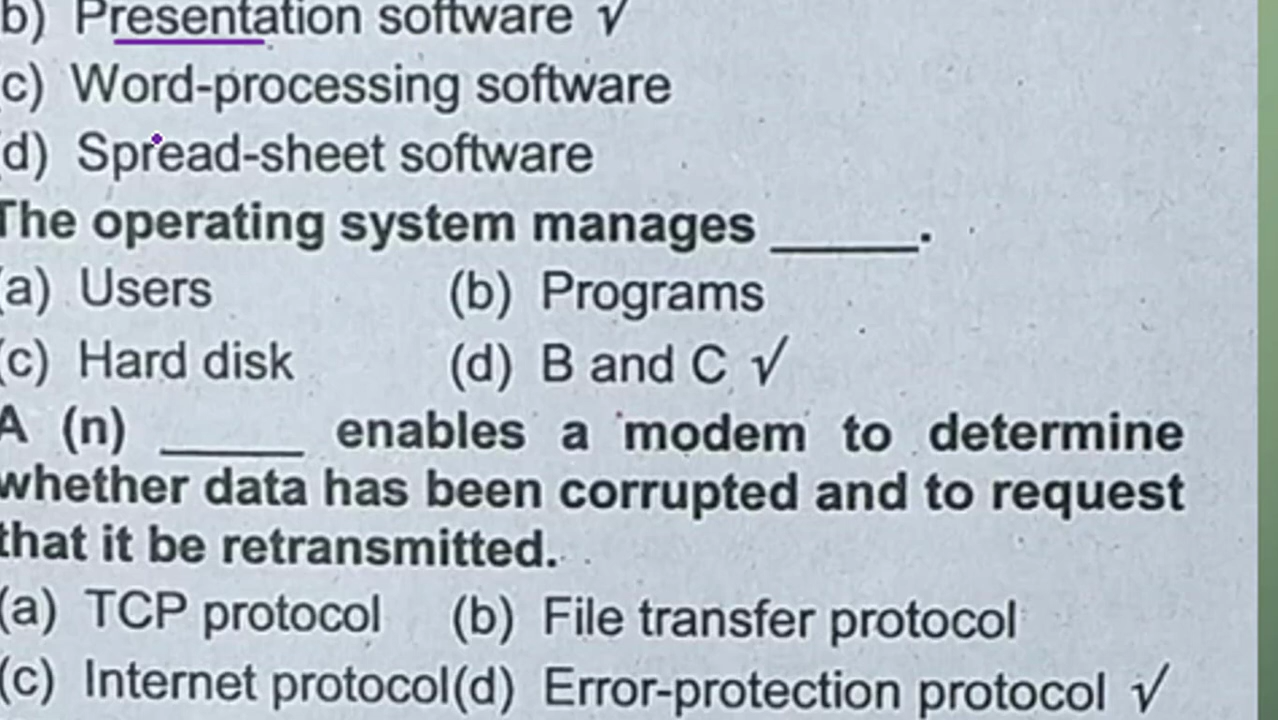 b) Presentation software √
c) Word-processing software
d) Spread-sheet software
The operating system manages _____.
(a) Users (b) Programs
(c) Hard disk (d) B and C √
A (n) _____ enables a modem to determine
whether data has been corrupted and to request
that it be retransmitted.
(a) TCP protocol (b) File transfer protocol
(c) Internet protocol(d) Error-protection protocol √